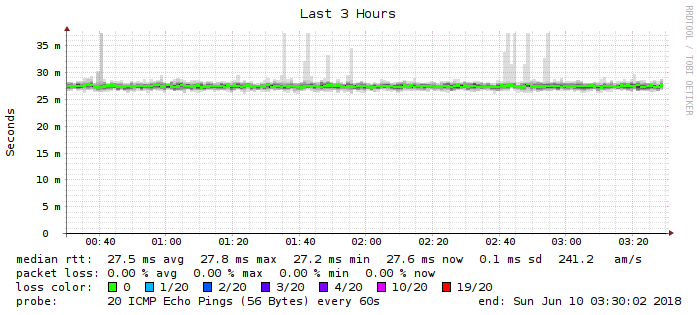 Last 3 Hours
RRDTOOL / TOBI OETIKER
Seconds
35 m
30 m
25 m
20 m
15 m
10 m
5 m
0
00:40 01:00 01:20 01:40 02:00 02:20 02:40 03:00 03:20
median rtt: 27.5 ms avg 27.8 ms max 27.2 ms min 27.6 ms now 0.1 ms sd 241.2 am/s
packet loss: 0.00 % avg 0.00 % max 0.00 % min 0.00 % now
loss color: 0 1/20 2/20 3/20 4/20 10/20 19/20
probe: 20 ICMP Echo Pings (56 Bytes) every 60s end: Sun Jun 10 03:30:02 2018